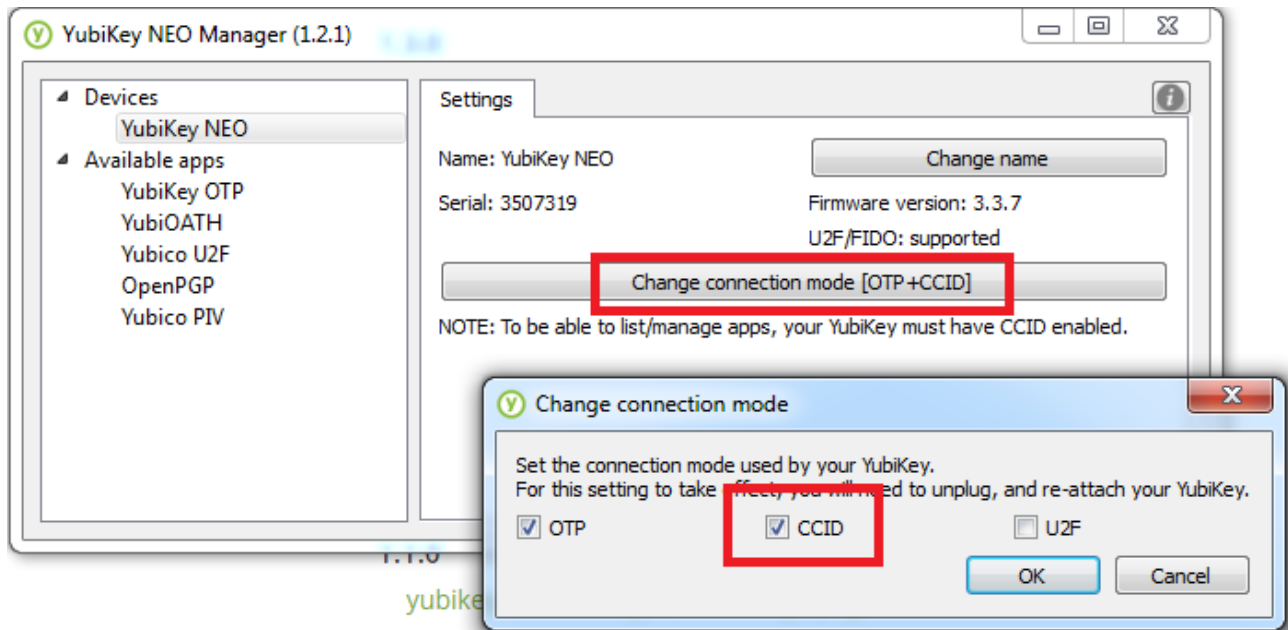 YubiKey NEO Manager (1.2.1)
Devices
YubiKey NEO
Available apps
YubiKey OTP
YubiOATH
Yubico U2F
OpenPGP
Yubico PIV
Settings
Name: YubiKey NEO
Change name
Serial: 3507319
Firmware version: 3.3.7
U2F/FIDO: supported
Change connection mode [OTP+CCID]
NOTE: To be able to list/manage apps, your YubiKey must have CCID enabled.
Change connection mode
Set the connection mode used by your YubiKey.
For this setting to take effect, you will need to unplug, and re-attach your YubiKey.
OTP
CCID
U2F
OK
Cancel
1.1.0
yubike